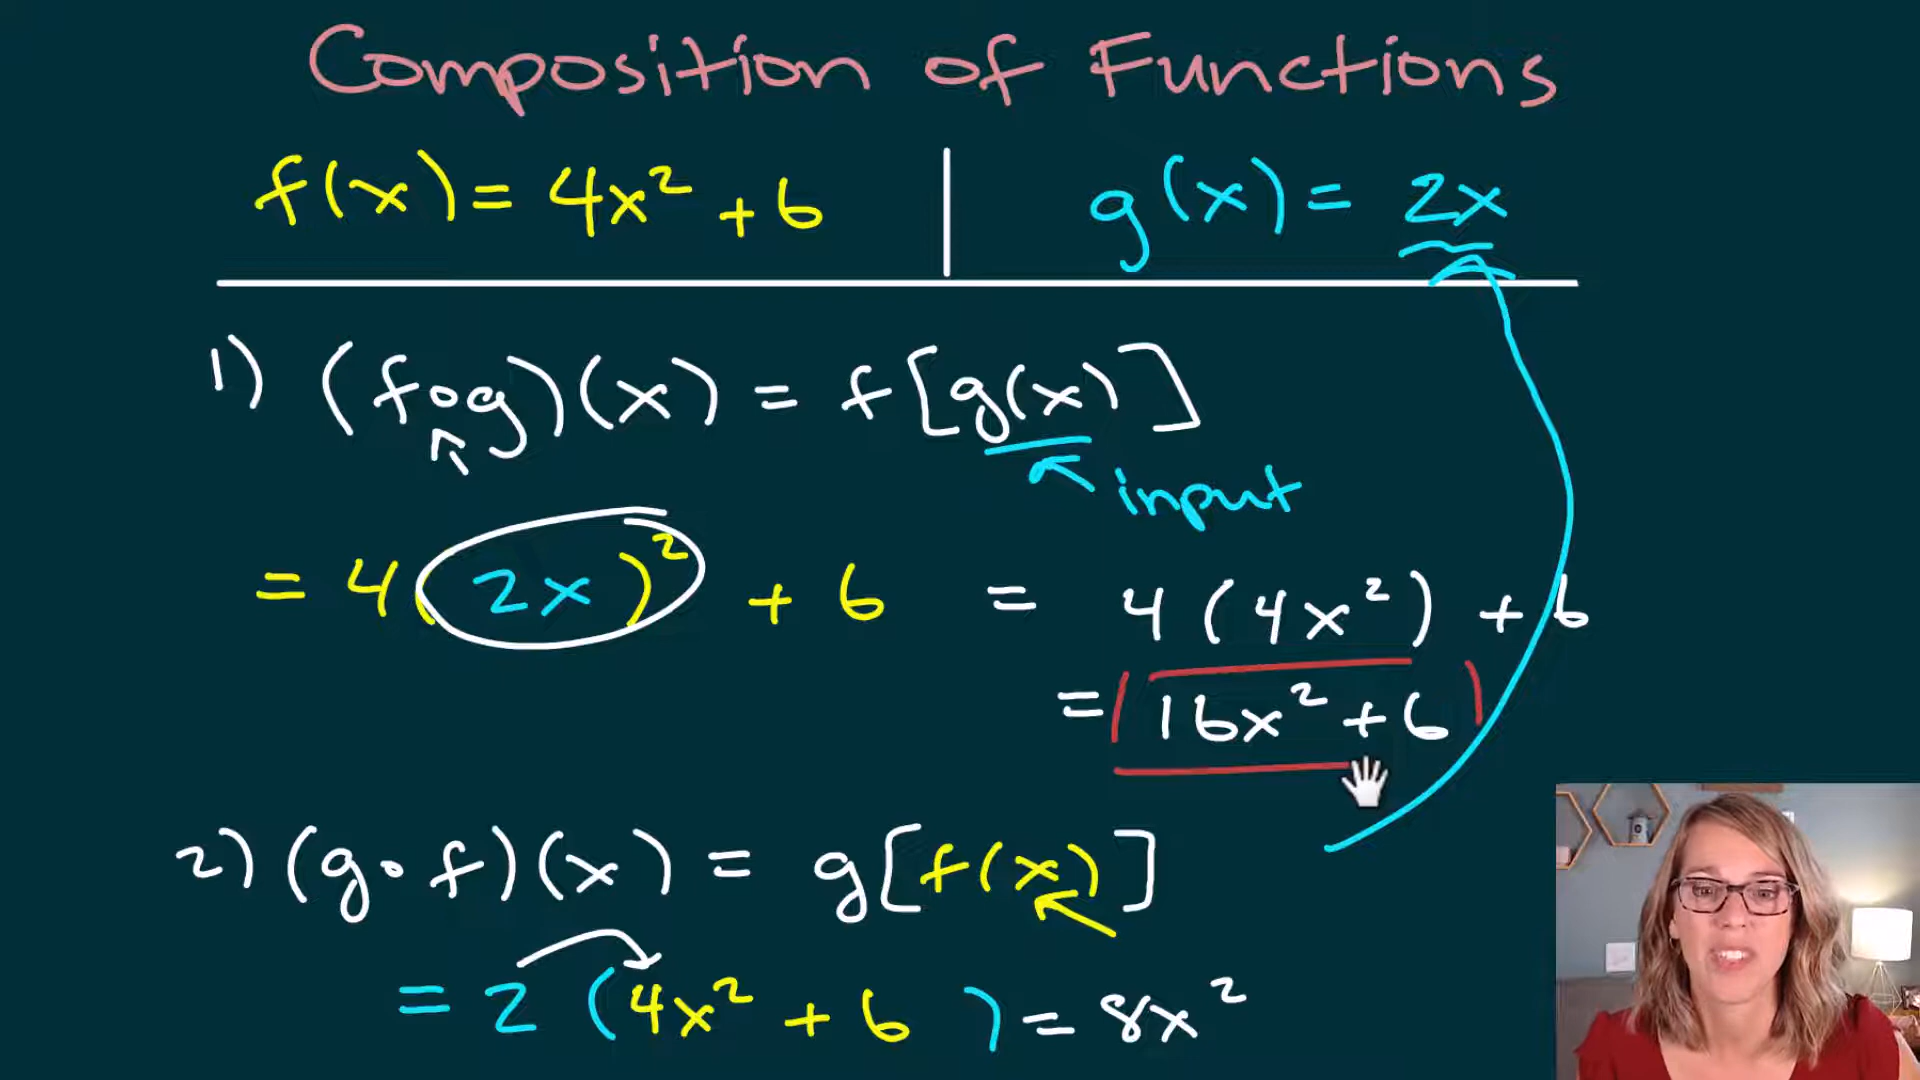 Composition of Functions
f(x) = 4x² + 6
g(x) = 2x
1) (f∘g)(x) = f[g(x)]
input
= 4(2x)² + 6 = 4(4x²) + 6
= 16x² + 6
2) (g∘f)(x) = g[f(x)]
= 2(4x² + 6) = 8x²